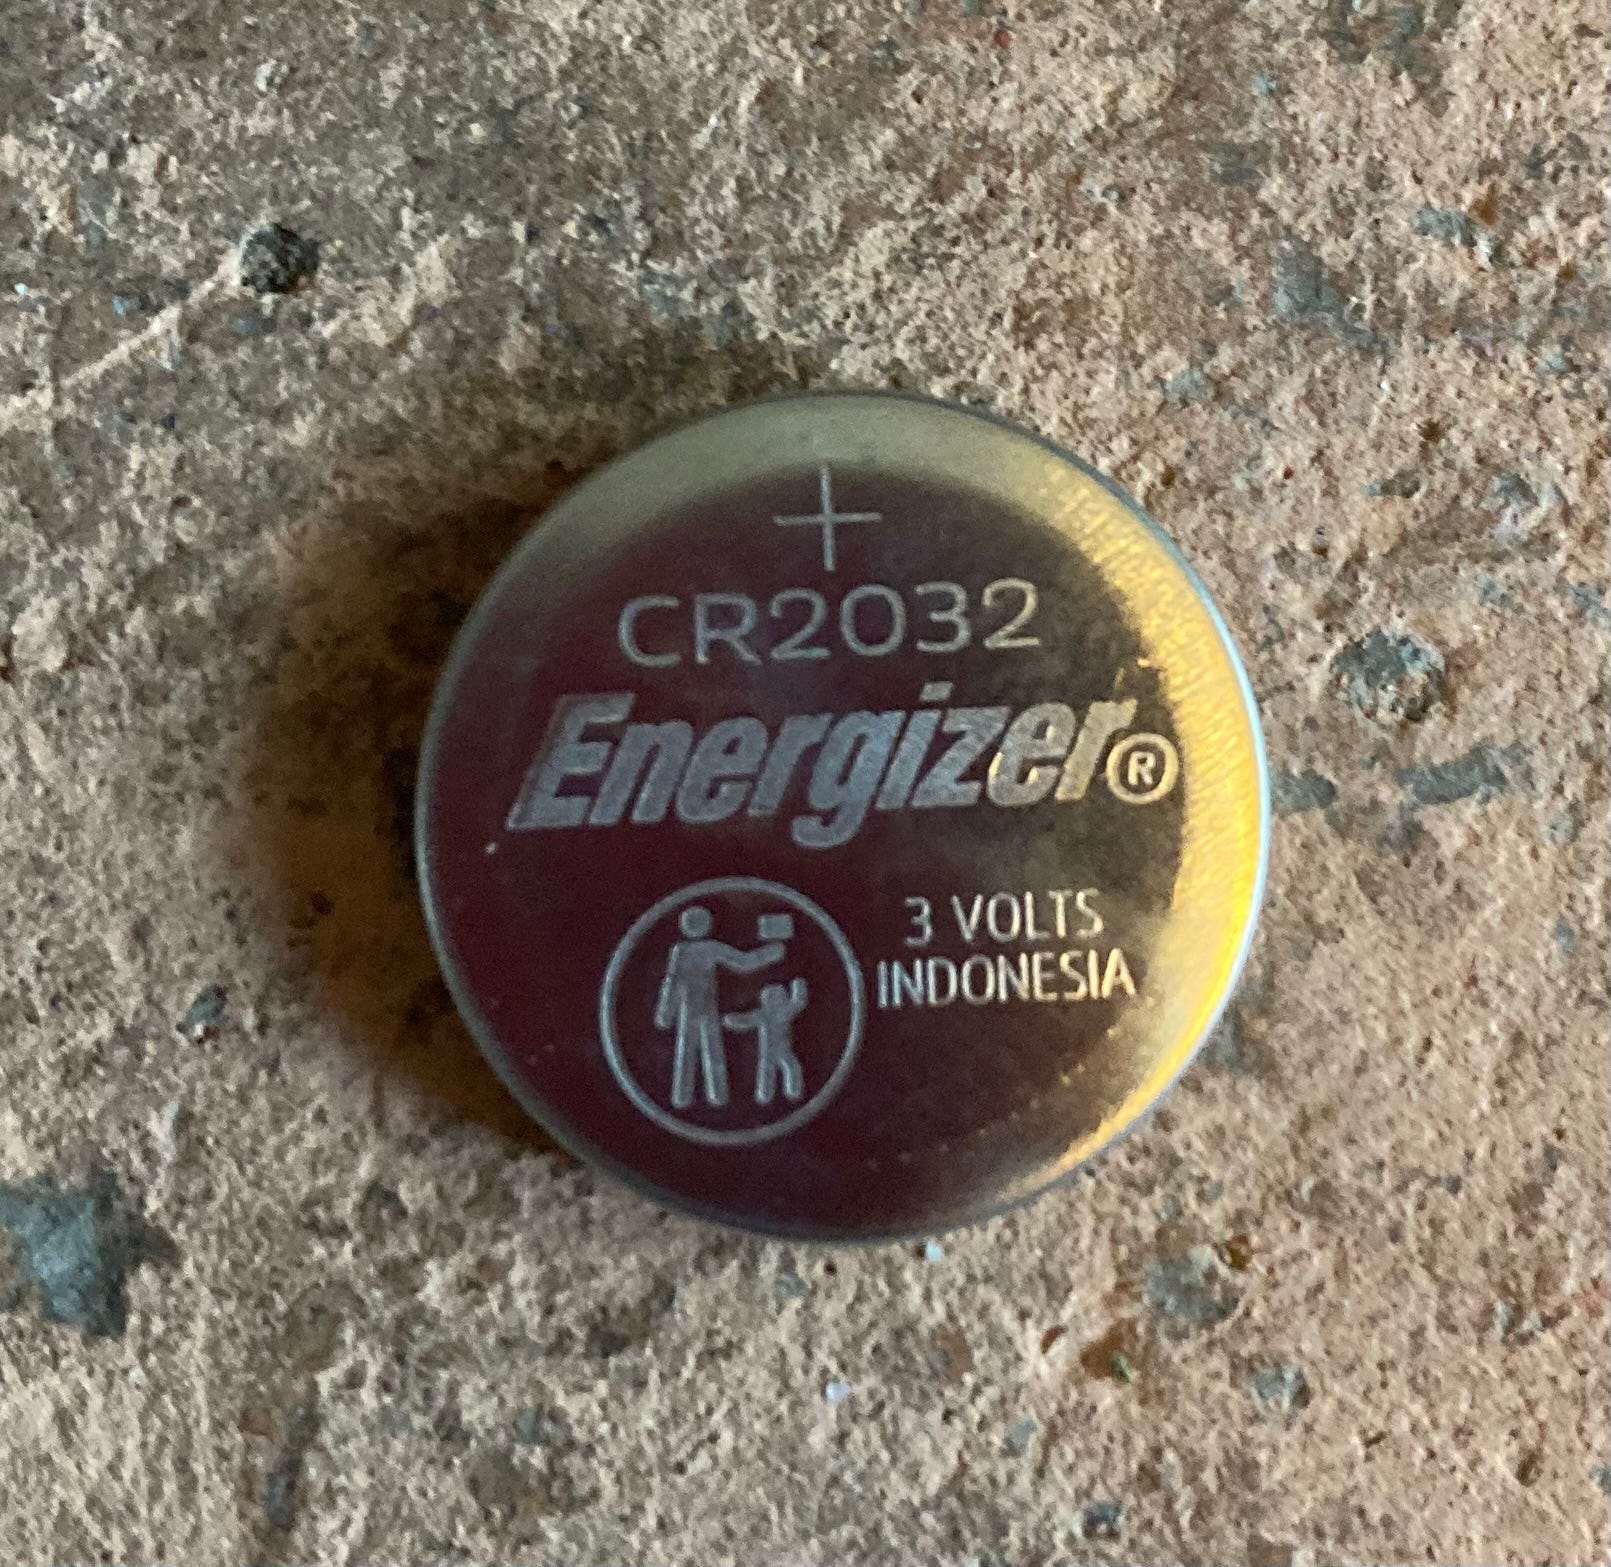 +
CR2032
Energizer®
3 VOLTS
INDONESIA